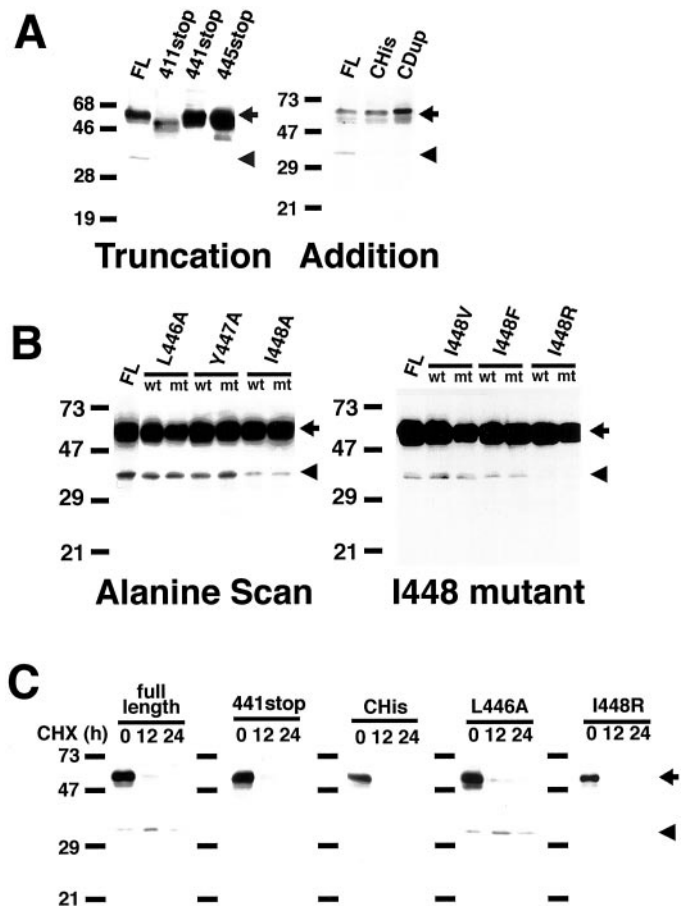 A
FL 411stop 441stop 445stop
FL CHis CDup
68
46
28
19
73
47
29
21
Truncation Addition
B
FL L446A Y447A I448A
wt mt wt mt wt mt
FL I448V I448F I448R
wt mt wt mt wt mt
73
47
29
21
73
47
29
21
Alanine Scan I448 mutant
C
full length 441stop CHis L446A I448R
CHX (h) 0 12 24 0 12 24 0 12 24 0 12 24 0 12 24
73
47
29
21